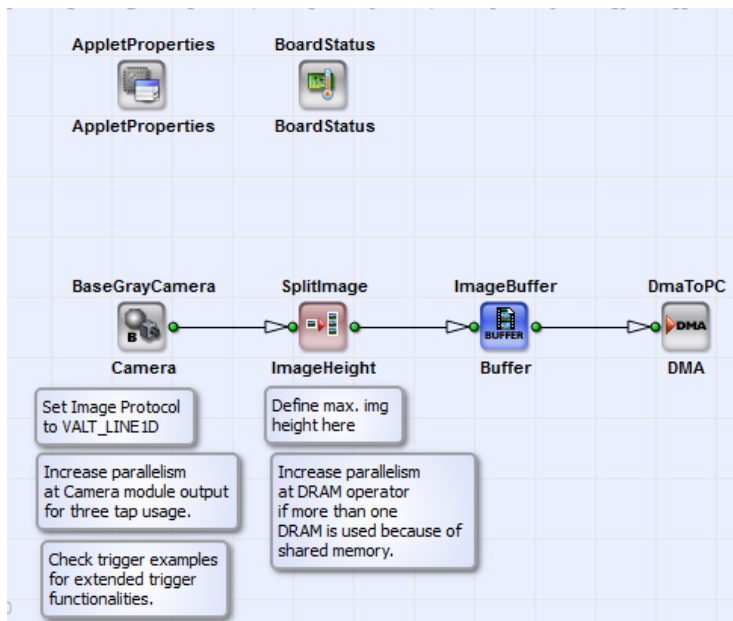 AppletProperties
BoardStatus
AppletProperties
BoardStatus
BaseGrayCamera
SplitImage
ImageBuffer
DmaToPC
B
BUFFER
DMA
Camera
ImageHeight
Buffer
DMA
Set Image Protocol
to VALT_LINE1D
Define max. img
height here
Increase parallelism
at Camera module output
for three tap usage.
Increase parallelism
at DRAM operator
if more than one
DRAM is used because of
shared memory.
Check trigger examples
for extended trigger
functionalities.